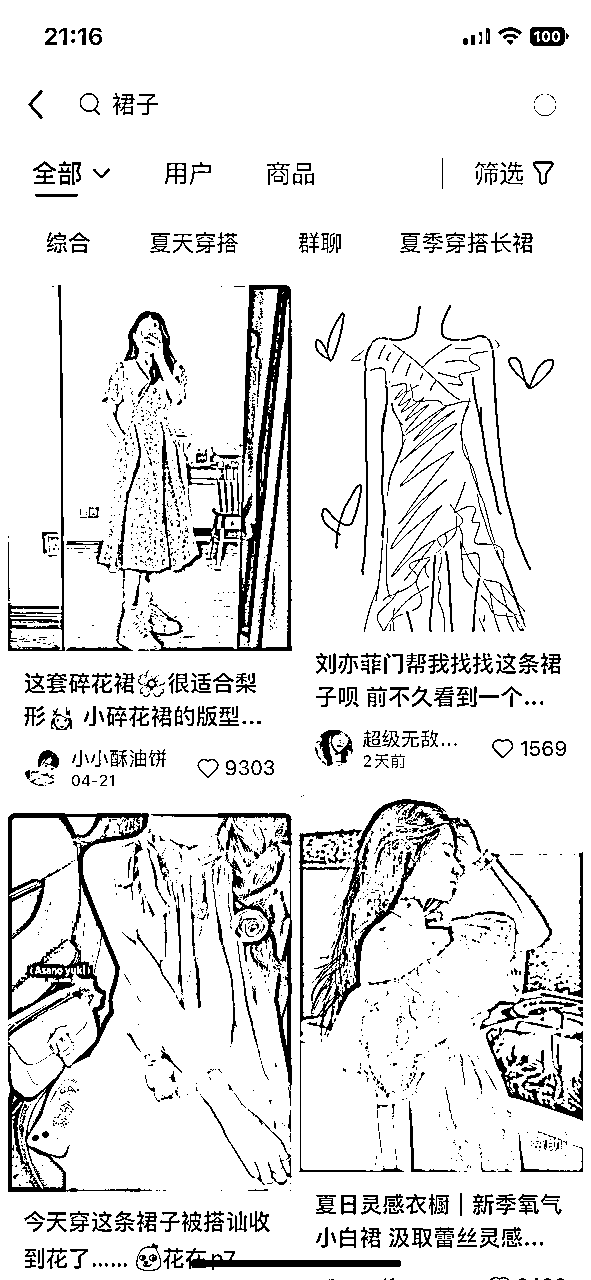 21:16
100
裙子
全部
用户
商品
筛选
综合
夏天穿搭
群聊
夏季穿搭长裙
这套碎花裙🌼很适合梨
形 小碎花裙的版型...
小小酥油饼
04-21
9303
刘亦菲门帮我找找这条裙
子呗 前不久看到一个...
超级无敌...
2天前
1569
(Asano yuki)
今天穿这条裙子被搭讪收
到花了...... 花在p7
夏日灵感衣橱｜新季氧气
小白裙 汲取蕾丝灵感...